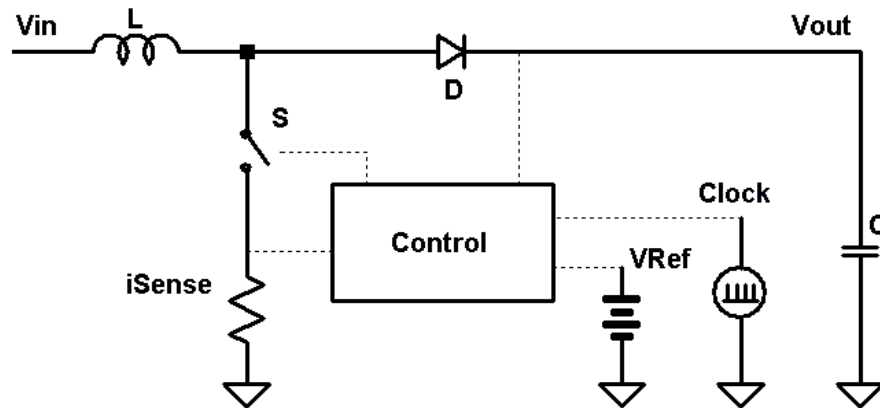 Vin
L
Vout
D
S
Clock
Control
C
VRef
iSense